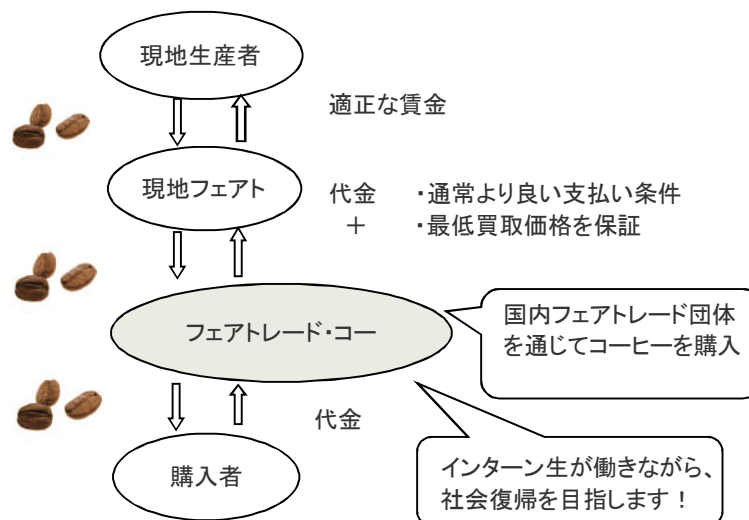 現地生産者
適正な賃金
現地フェアト
代金 ・通常より良い支払い条件
＋ ・最低買取価格を保証
フェアトレード・コー
国内フェアトレード団体
を通じてコーヒーを購入
代金
購入者
インターン生が働きながら、
社会復帰を目指します！